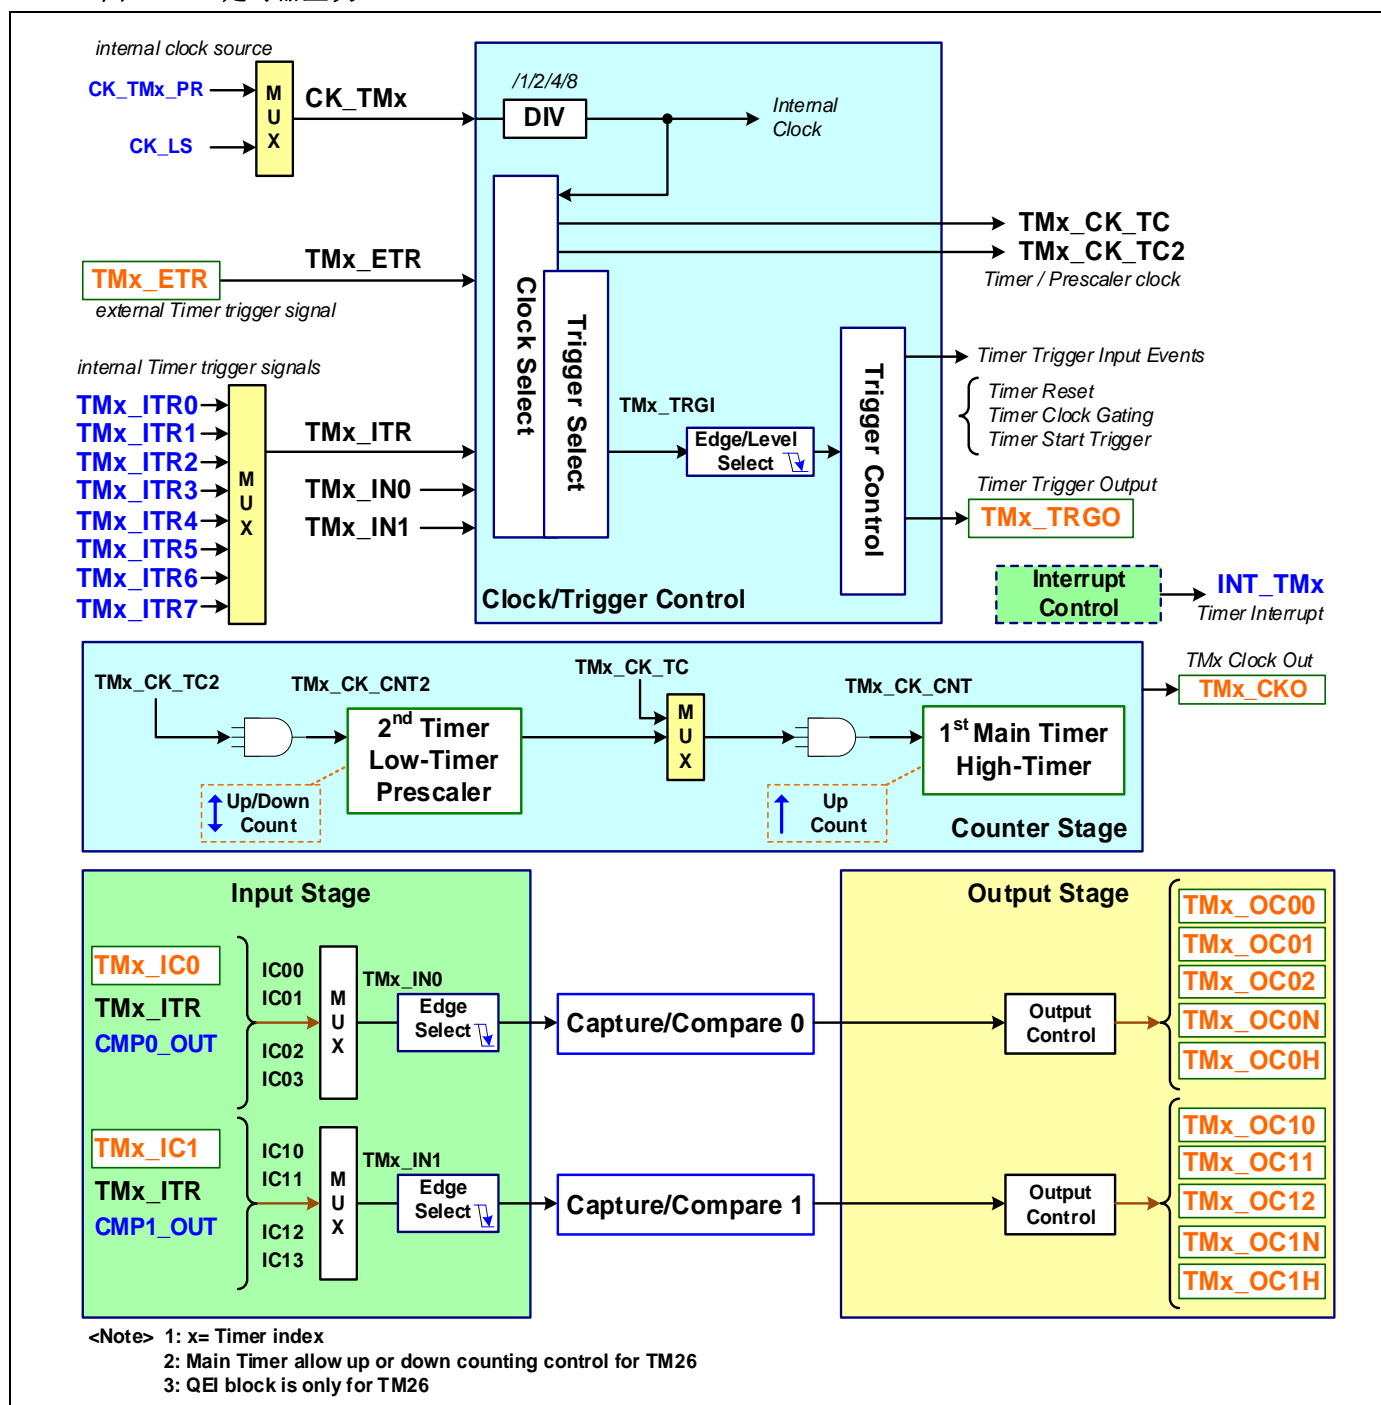 internal clock source
CK_TMx_PR
CK_LS
MUX
CK_TMx
/1/2/4/8
DIV
Internal
Clock
TMx_CK_TC
TMx_CK_TC2
Timer / Prescaler clock
TMx_ETR
TMx_ETR
external Timer trigger signal
Clock Select
Trigger Select
internal Timer trigger signals
TMx_ITR0
TMx_ITR1
TMx_ITR2
TMx_ITR3
TMx_ITR4
TMx_ITR5
TMx_ITR6
TMx_ITR7
MUX
TMx_ITR
TMx_IN0
TMx_IN1
TMx_TRGI
Edge/Level
Select
Trigger Control
Timer Trigger Input Events
Timer Reset
Timer Clock Gating
Timer Start Trigger
Timer Trigger Output
TMx_TRGO
Clock/Trigger Control
Interrupt
Control
INT_TMx
Timer Interrupt
TMx_CK_TC2
TMx_CK_CNT2
2nd Timer
Low-Timer
Prescaler
Up/Down
Count
TMx_CK_TC
MUX
TMx_CK_CNT
1st Main Timer
High-Timer
Up
Count
Counter Stage
TMx Clock Out
TMx_CKO
Input Stage
TMx_IC0
TMx_ITR
CMP0_OUT
IC00
IC01
IC02
IC03
MUX
TMx_IN0
Edge
Select
Capture/Compare 0
TMx_IC1
TMx_ITR
CMP1_OUT
IC10
IC11
IC12
IC13
MUX
TMx_IN1
Edge
Select
Capture/Compare 1
Output Stage
Output
Control
TMx_OC00
TMx_OC01
TMx_OC02
TMx_OC0N
TMx_OC0H
Output
Control
TMx_OC10
TMx_OC11
TMx_OC12
TMx_OC1N
TMx_OC1H
<Note> 1: x= Timer index
2: Main Timer allow up or down counting control for TM26
3: QEI block is only for TM26